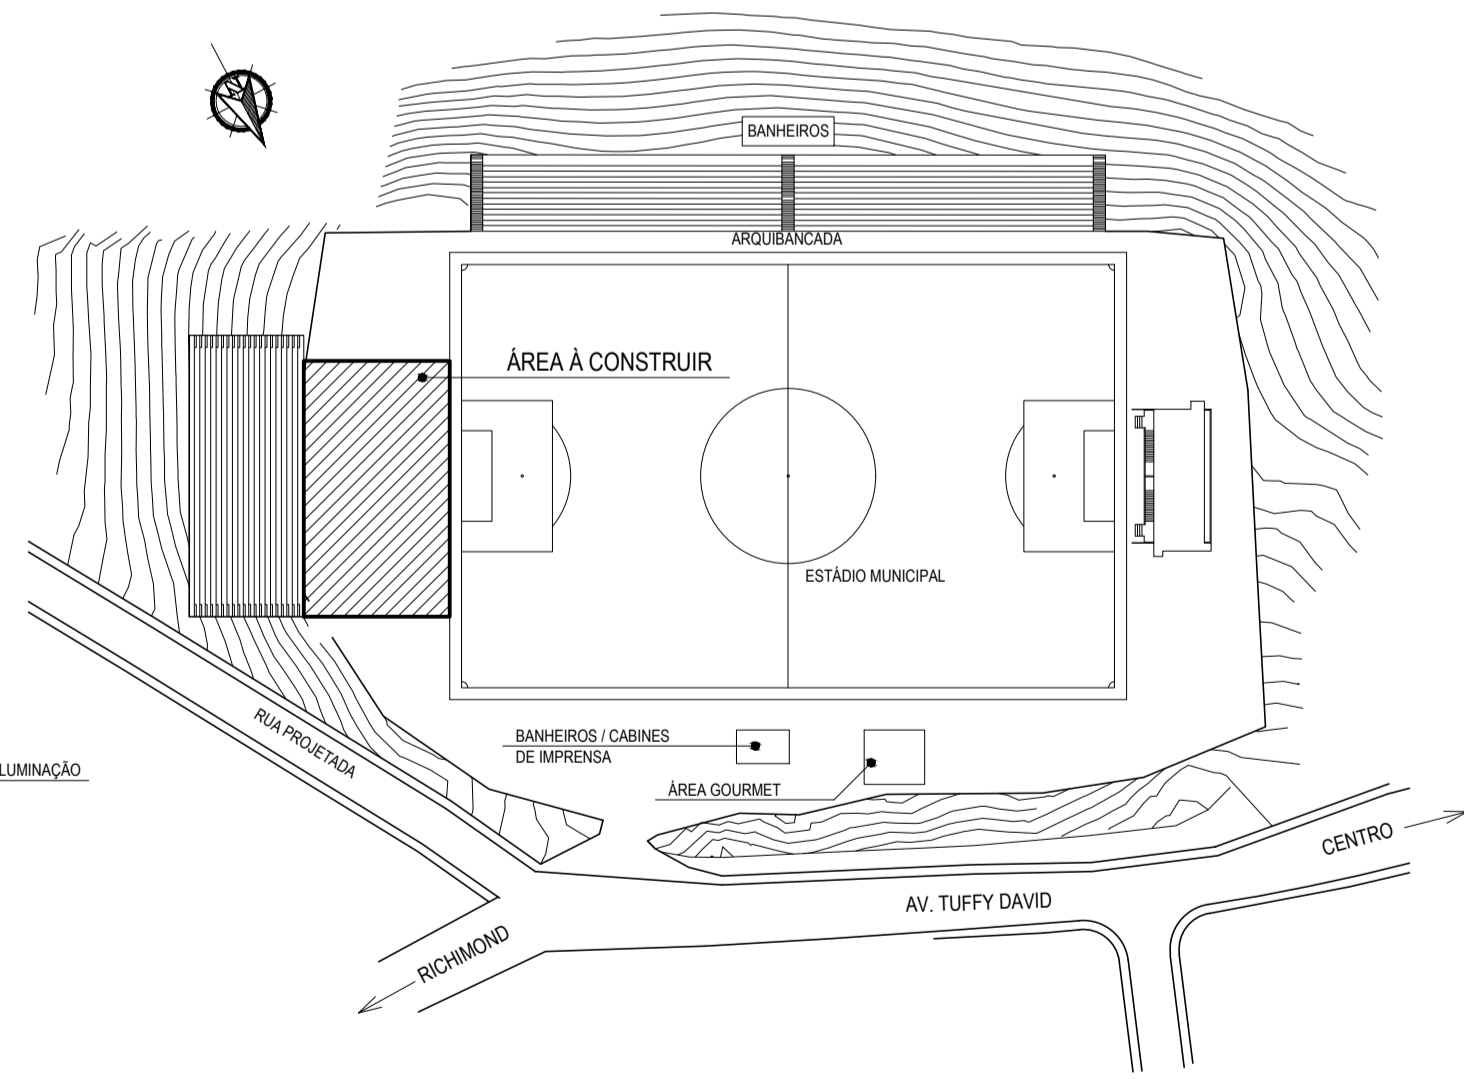 BANHEIROS
ARQUIBANCADA
ÁREA À CONSTRUIR
ESTÁDIO MUNICIPAL
BANHEIROS / CABINES
DE IMPRENSA
ÁREA GOURMET
RUA PROJETADA
LUMINAÇÃO
CENTRO
AV. TUFFY DAVID
RICHIMOND